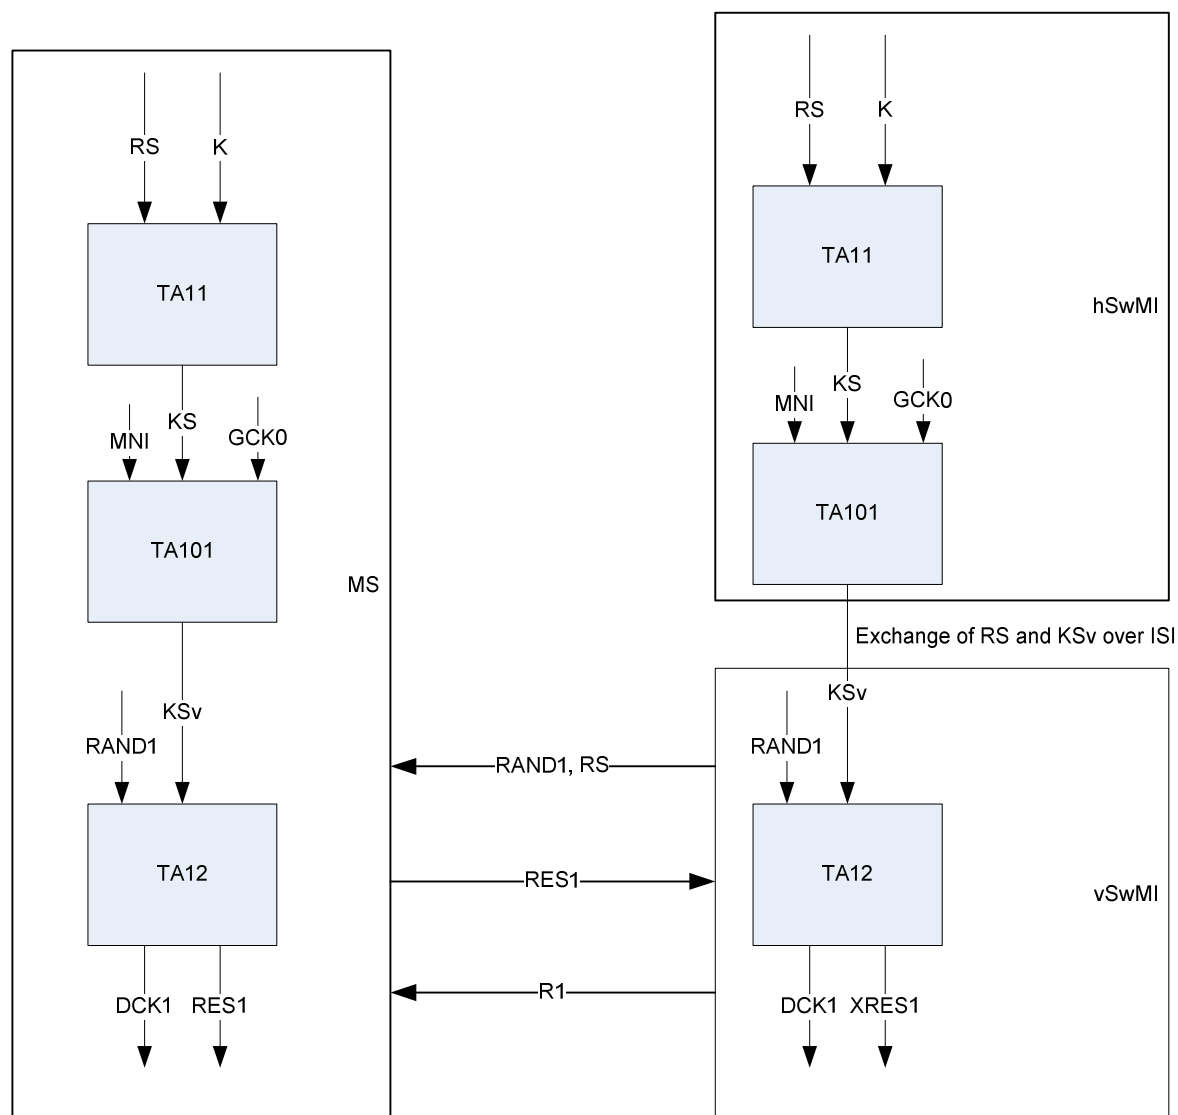 RS
K
TA11
MNI
KS
GCK0
TA101
MS
KSv
RAND1
TA12
DCK1
RES1
RS
K
TA11
hSwMI
KS
MNI
GCK0
TA101
Exchange of RS and KSv over ISI
KSv
RAND1
TA12
vSwMI
DCK1
XRES1
RAND1, RS
RES1
R1